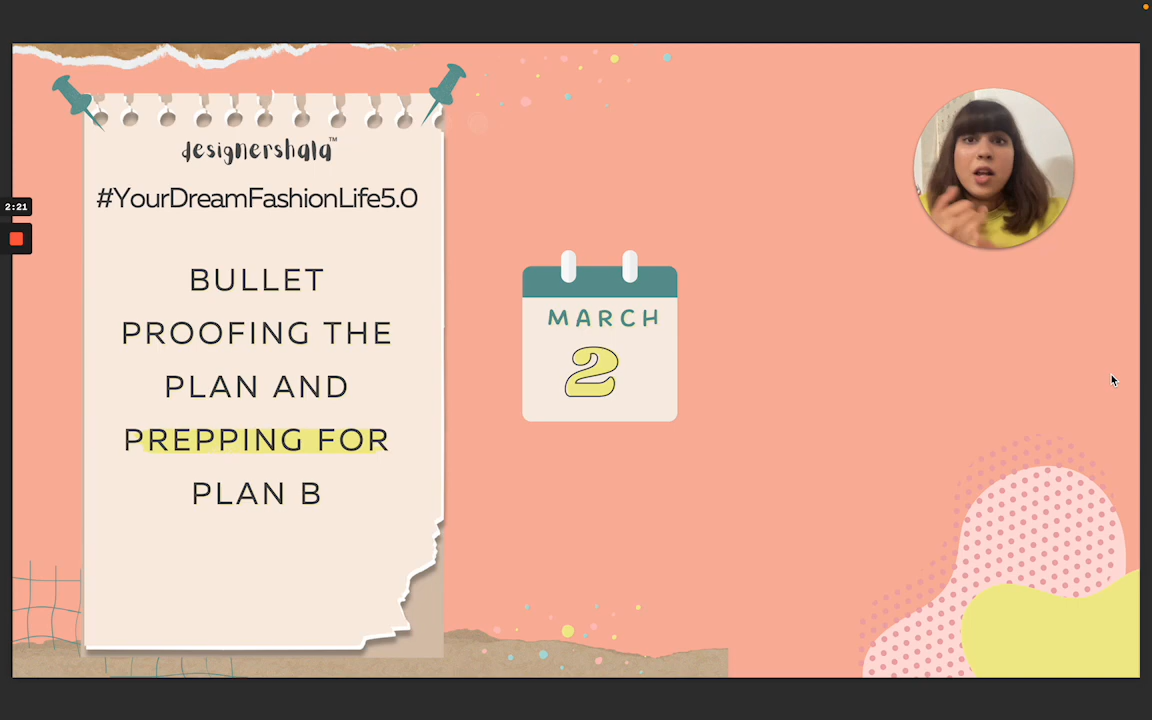 designershala™
#YourDreamFashionLife5.0
BULLET
PROOFING THE
PLAN AND
PREPPING FOR
PLAN B
MARCH
2
2:21